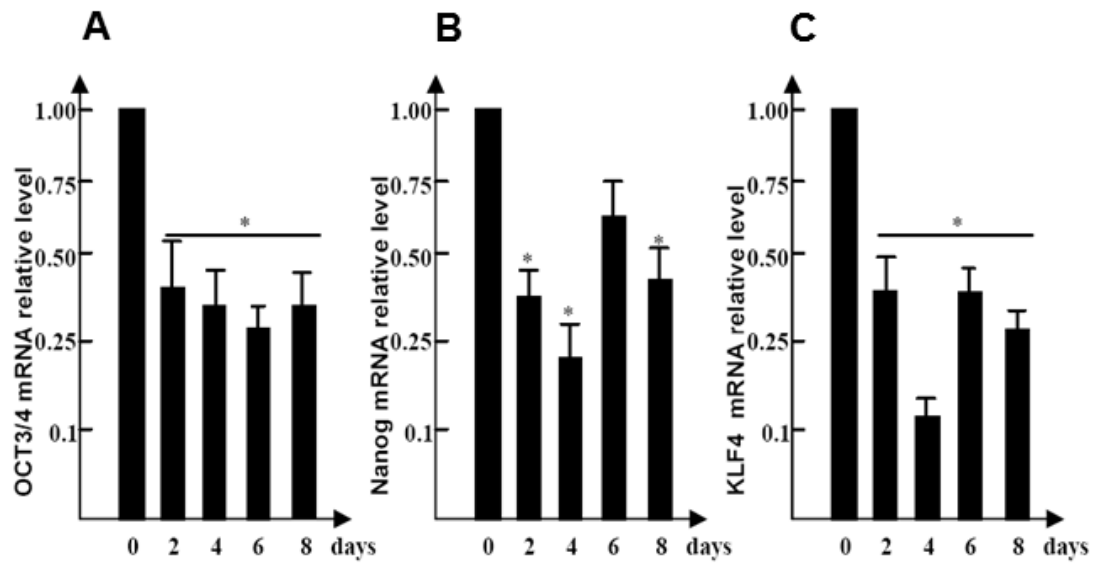 A
OCT3/4 mRNA relative level
1.00
0.75
0.50
0.25
0.1
*
0 2 4 6 8 days
B
Nanog mRNA relative level
1.00
0.75
0.50
0.25
0.1
*
*
*
0 2 4 6 8 days
C
KLF4 mRNA relative level
1.00
0.75
0.50
0.25
0.1
*
0 2 4 6 8 days